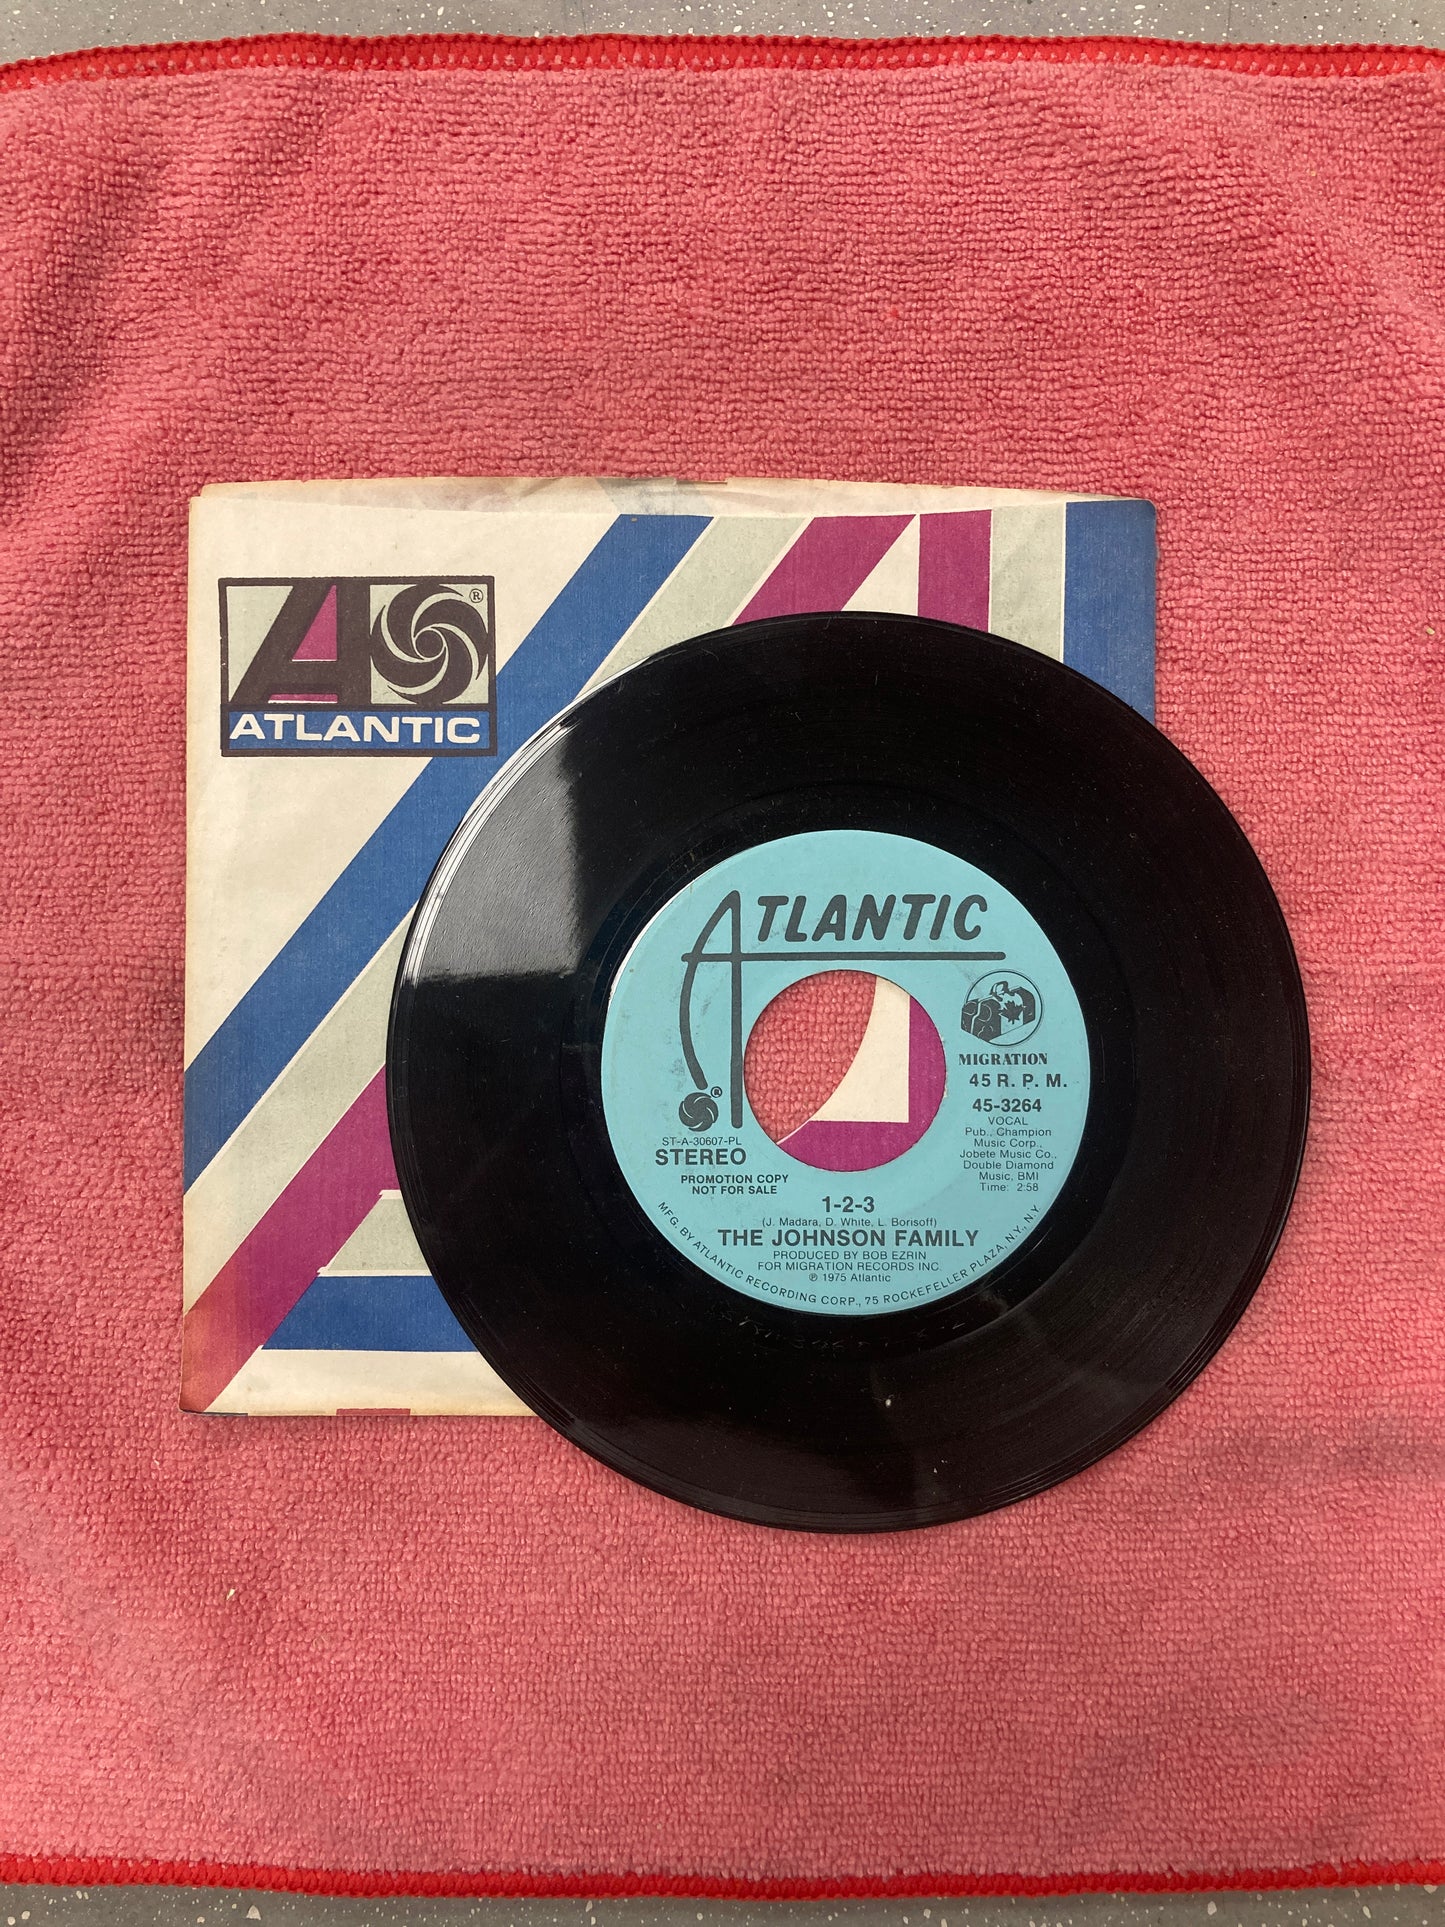 A
®
ATLANTIC
ATLANTIC
MIGRATION
45 R. P. M.
45-3264
VOCAL
Pub., Champion
Music Corp.,
Jobete Music Co.,
Double Diamond
Music, BMI
Time: 2:58
®
ST-A-30607-PL
STEREO
PROMOTION COPY
NOT FOR SALE
1-2-3
(J. Madara, D. White, L. Borisoff)
THE JOHNSON FAMILY
PRODUCED BY BOB EZRIN
FOR MIGRATION RECORDS INC.
℗ 1975 Atlantic
MFG. BY ATLANTIC RECORDING CORP., 75 ROCKEFELLER PLAZA, N.Y., N.Y.